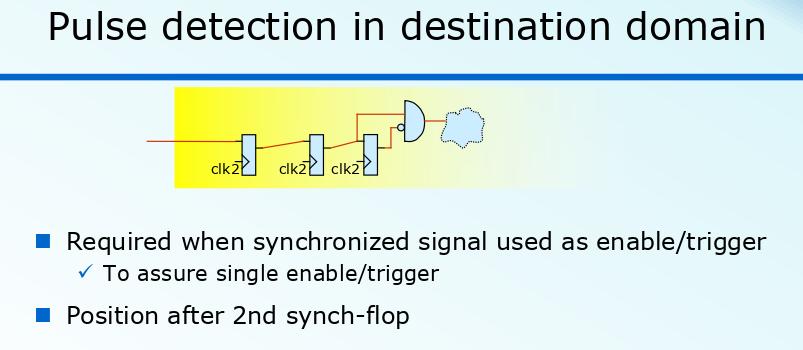 Pulse detection in destination domain
clk2 clk2 clk2
Required when synchronized signal used as enable/trigger
To assure single enable/trigger
Position after 2nd synch-flop